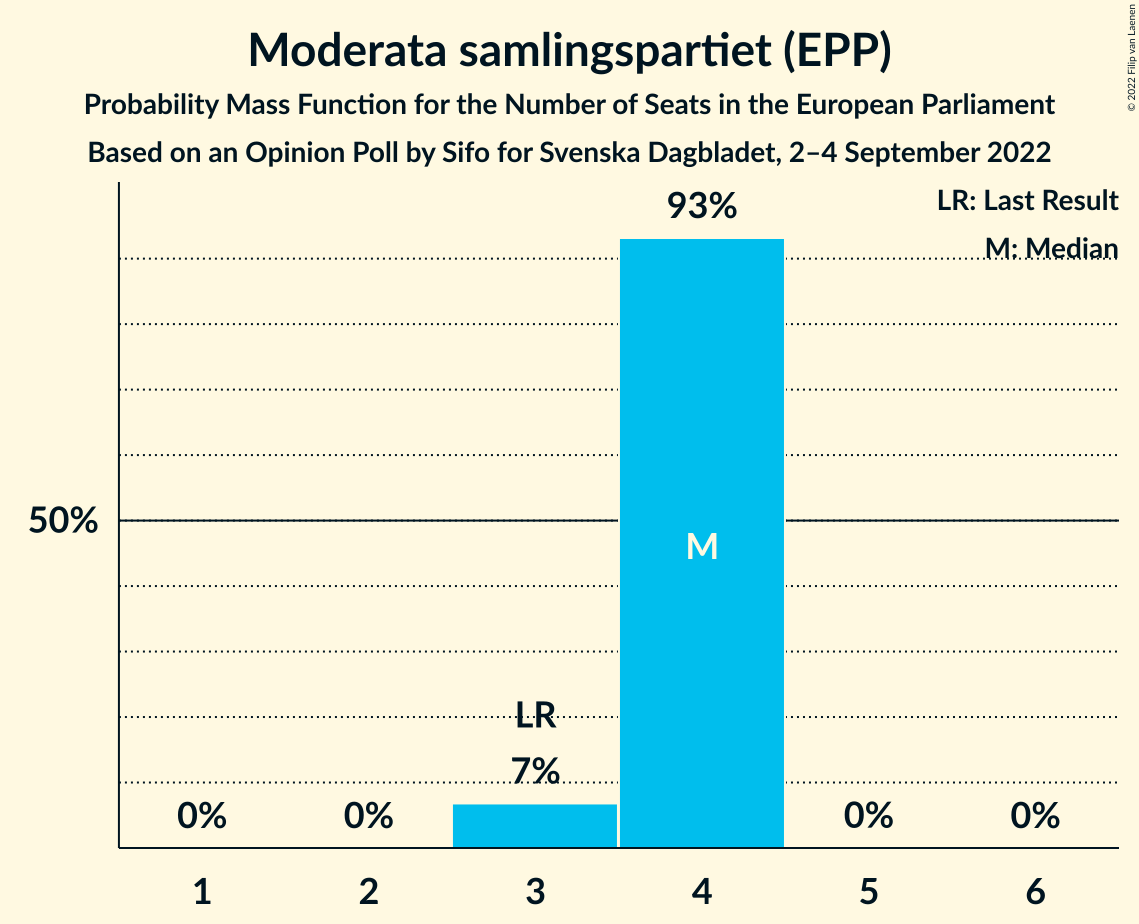 Moderata samlingspartiet (EPP)
Probability Mass Function for the Number of Seats in the European Parliament
Based on an Opinion Poll by Sifo for Svenska Dagbladet, 2–4 September 2022
© 2022 Filip van Laenen
LR: Last Result
M: Median
93%
50%
M
LR
7%
0%
0%
0%
0%
1
2
3
4
5
6